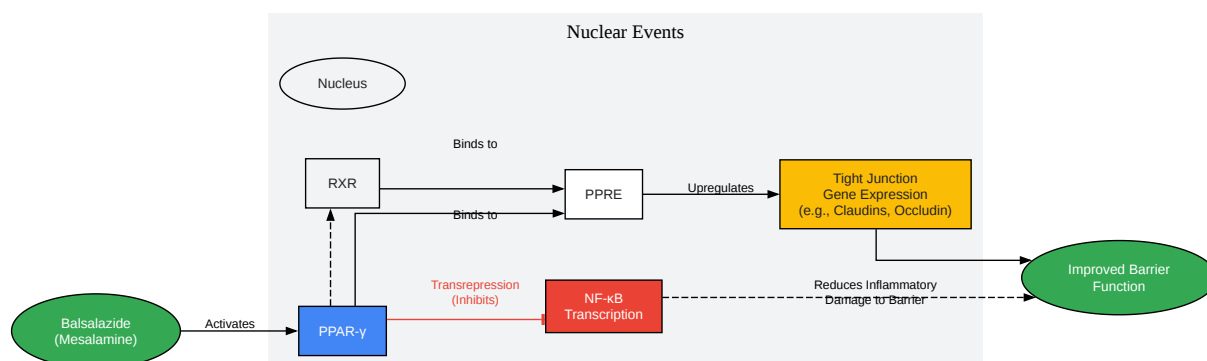 Nuclear Events
Nucleus
Binds to
RXR
PPRE
Upregulates
Tight Junction
Gene Expression
(e.g., Claudins, Occludin)
Binds to
Improved Barrier
Function
Transrepression
(Inhibits)
NF-κB
Transcription
Reduces Inflammatory
Damage to Barrier
Balsalazide
(Mesalamine)
Activates
PPAR-γ